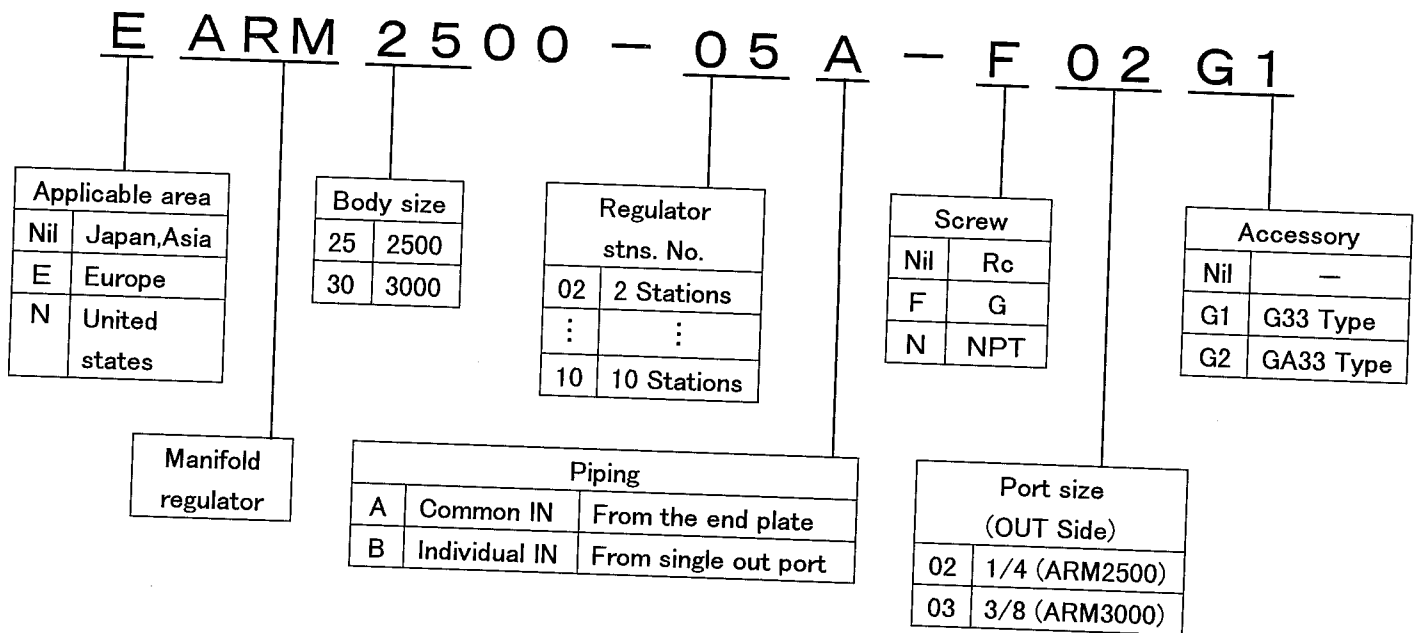 E ARM 2500 - 05 A - F 02 G1
Applicable area
Nil Japan,Asia
E Europe
N United
states
Manifold
regulator
Body size
25 2500
30 3000
Regulator
stns. No.
02 2 Stations
⋮ ⋮
10 10 Stations
Piping
A Common IN From the end plate
B Individual IN From single out port
Screw
Nil Rc
F G
N NPT
Port size
(OUT Side)
02 1/4 (ARM2500)
03 3/8 (ARM3000)
Accessory
Nil —
G1 G33 Type
G2 GA33 Type